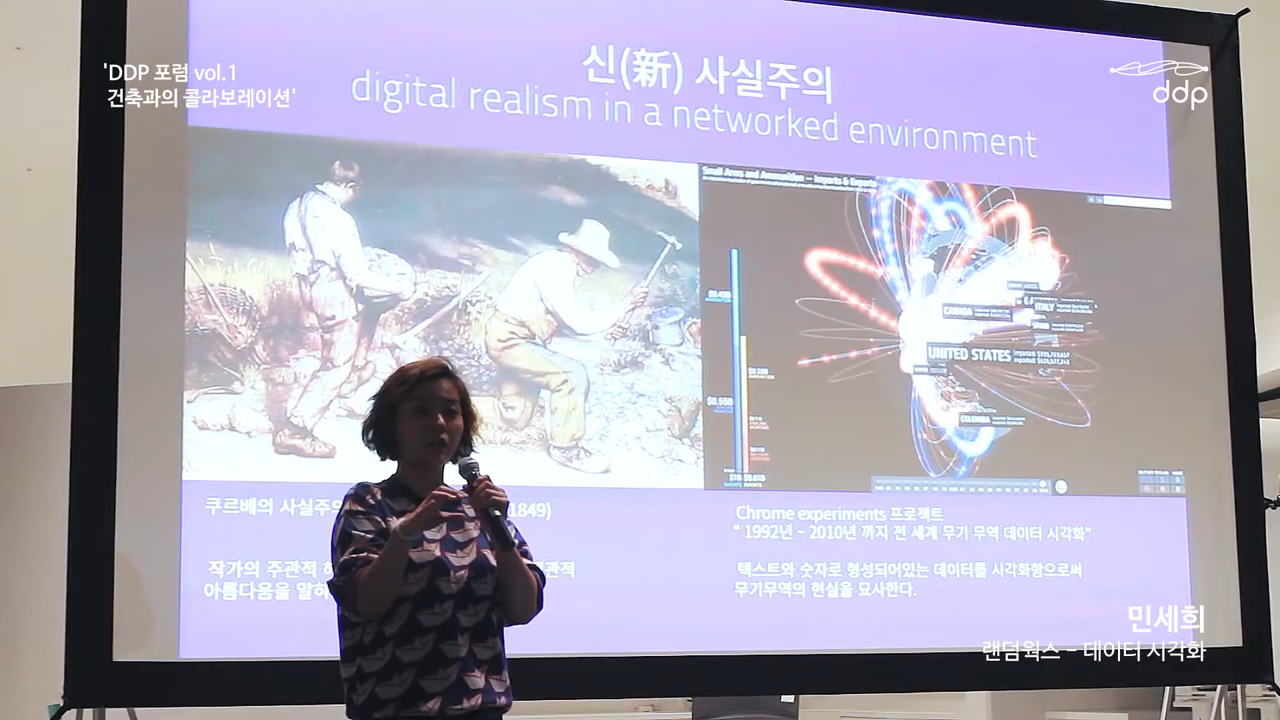 'DDP 포럼 vol.1
건축과의 콜라보레이션'
ddp
신(新) 사실주의
digital realism in a networked environment
Small Arms and Ammunition — Imports & Exports
CANADA
ITALY
UNITED STATES
COLOMBIA
쿠르베의 사실주의
1849)
작가의 주관적
관적
아름다움을 말하
Chrome experiments 프로젝트
“ 1992년 ~ 2010년 까지 전 세계 무기 무역 데이터 시각화”
텍스트와 숫자로 형성되어있는 데이터를 시각화함으로써
무기무역의 현실을 묘사한다.
민세희
랜덤웍스 - 데이터 시각화